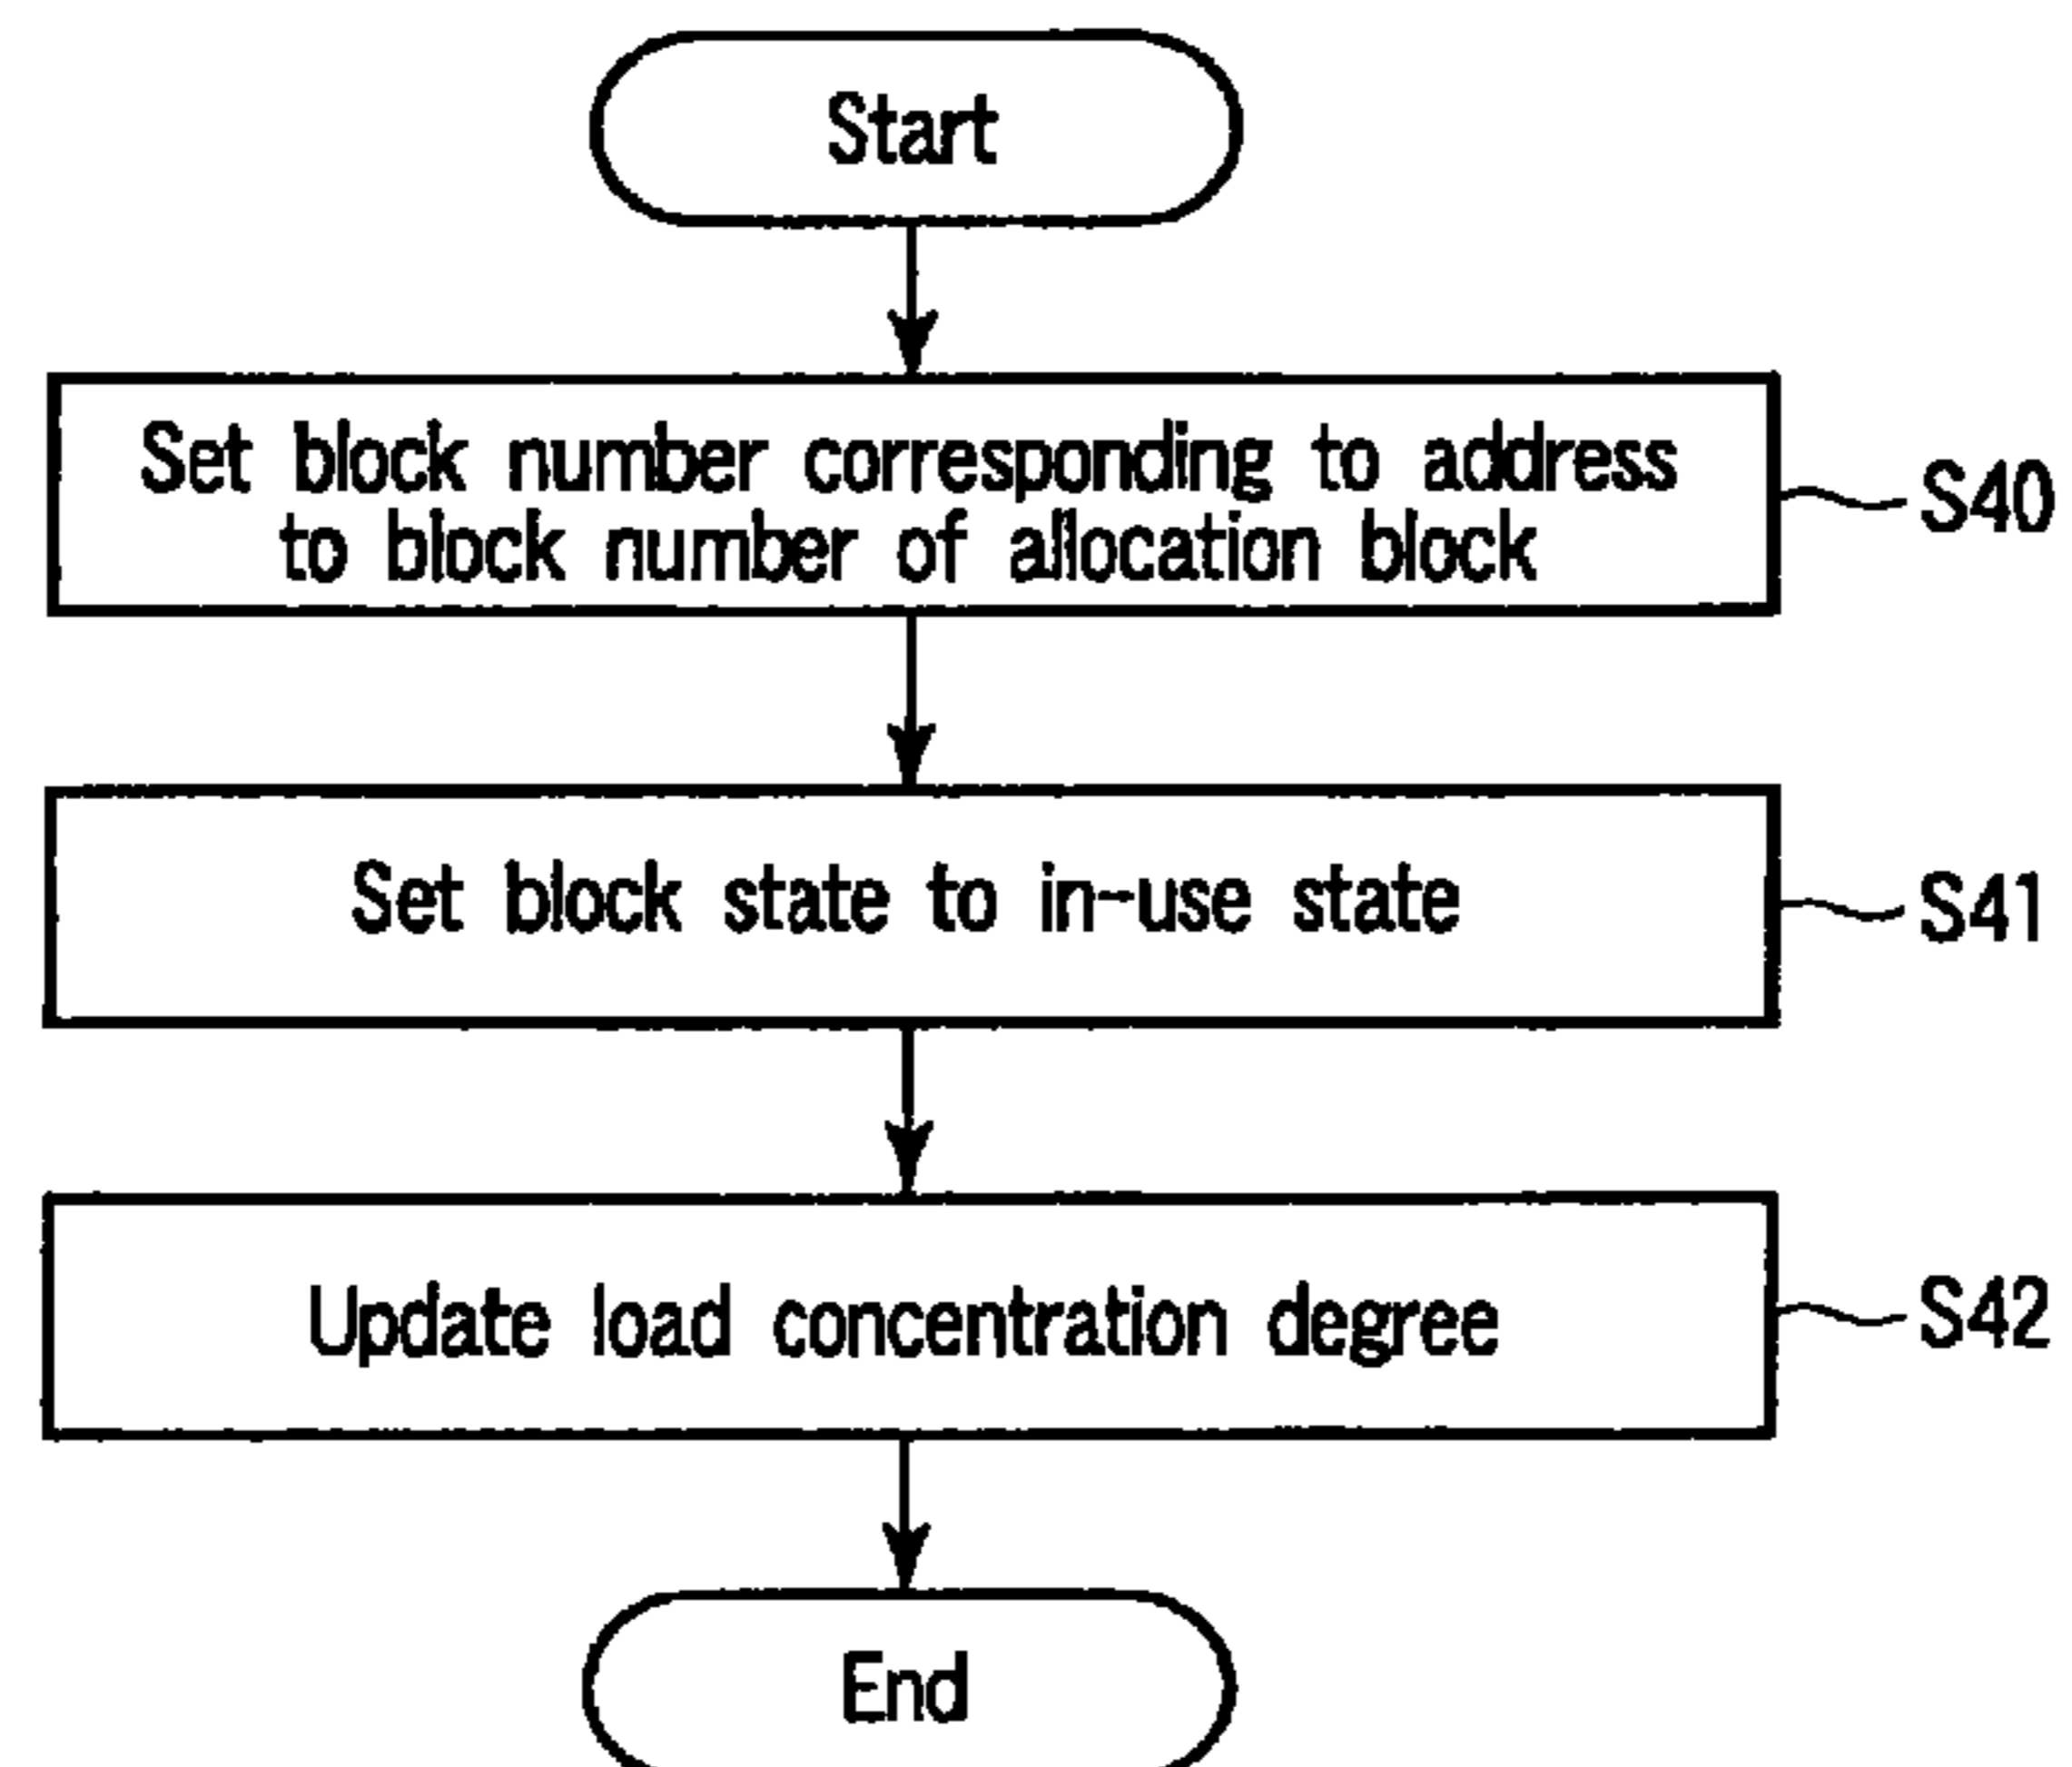 Start
Set block number corresponding to address
to block number of allocation block
S40
Set block state to in-use state
S41
Update load concentration degree
S42
End